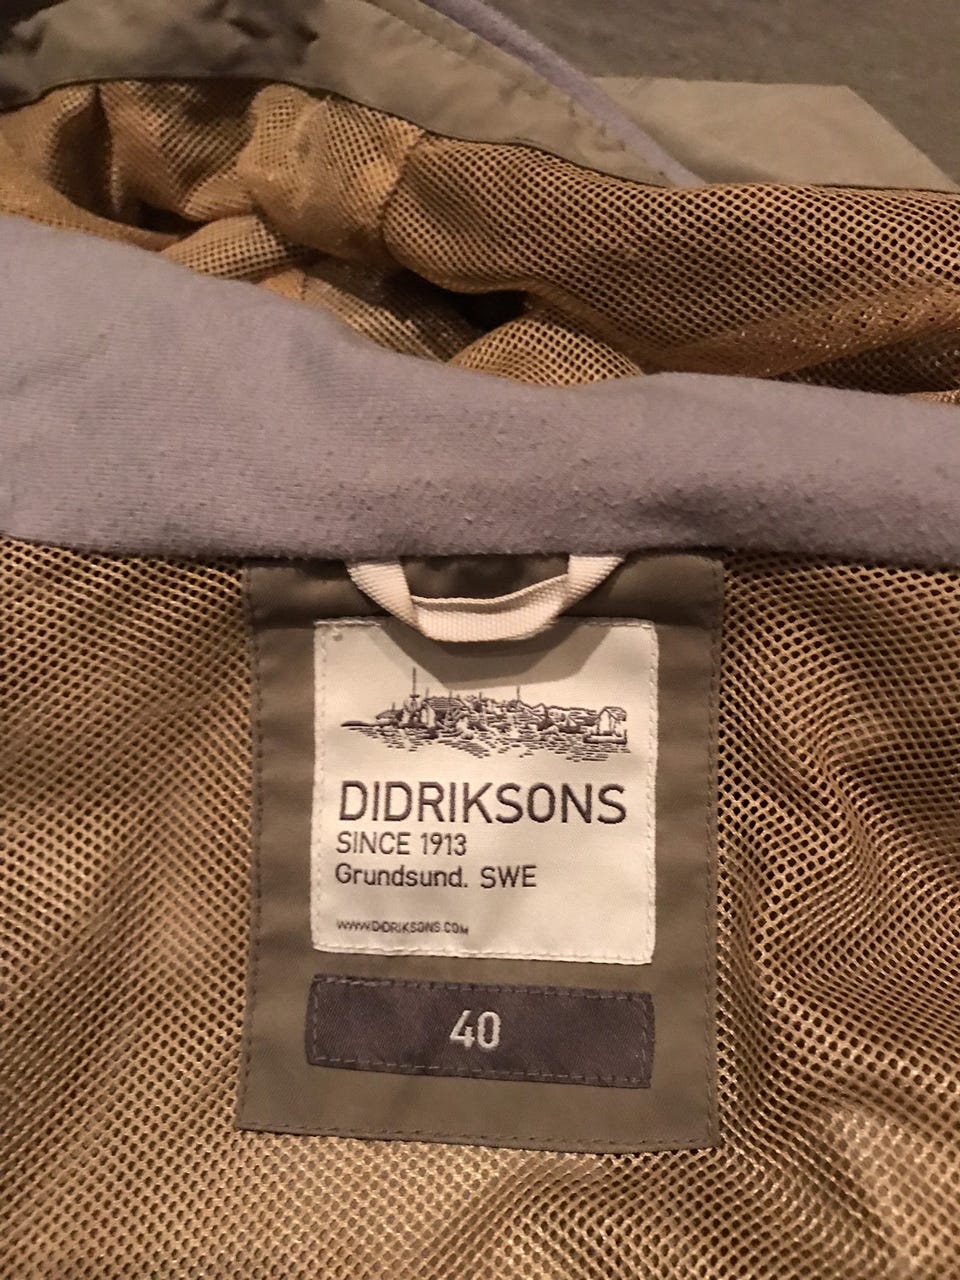 DIDRIKSONS
SINCE 1913
Grundsund. SWE
WWW.DIDRIKSONS.COM
40